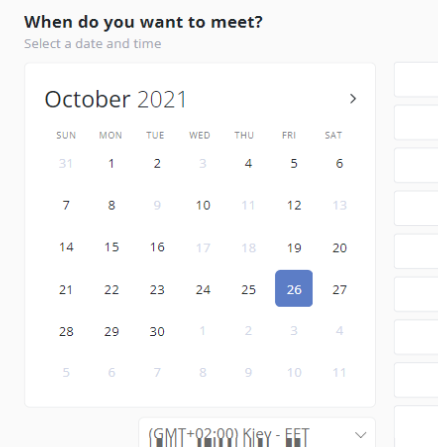 When do you want to meet?
Select a date and time
October 2021
SUN MON TUE WED THU FRI SAT
31 1 2 3 4 5 6
7 8 9 10 11 12 13
14 15 16 17 18 19 20
21 22 23 24 25 26 27
28 29 30 1 2 3 4
5 6 7 8 9 10 11
(GMT+02:00) Kiev - EET